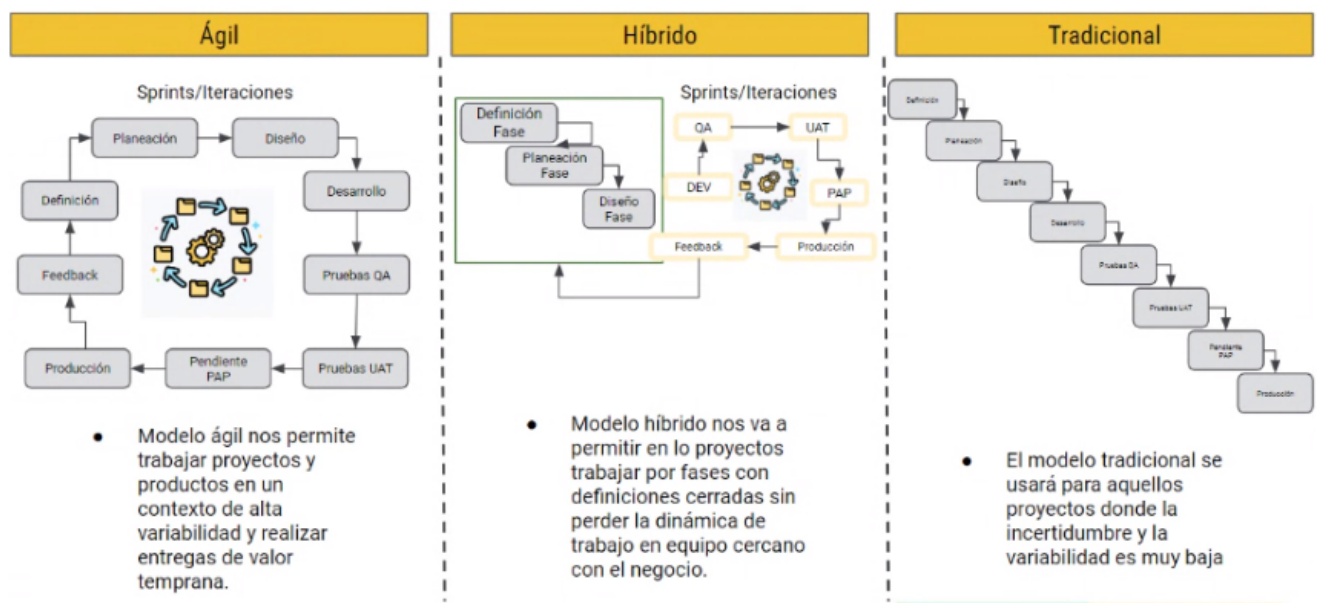 Ágil
Sprints/Iteraciones
Planeación
Diseño
Definición
Desarrollo
Feedback
Pruebas QA
Producción
Pendiente
PAP
Pruebas UAT
Modelo ágil nos permite
trabajar proyectos y
productos en un
contexto de alta
variabilidad y realizar
entregas de valor
temprana.
Híbrido
Sprints/Iteraciones
Definición
Fase
Planeación
Fase
Diseño
Fase
QA
UAT
DEV
PAP
Feedback
Producción
Modelo híbrido nos va a
permitir en lo proyectos
trabajar por fases con
definiciones cerradas sin
perder la dinámica de
trabajo en equipo cercano
con el negocio.
Tradicional
Definición
Planeación
Diseño
Desarrollo
Pruebas QA
Pruebas UAT
Pendiente
PAP
Producción
El modelo tradicional se
usará para aquellos
proyectos donde la
incertidumbre y la
variabilidad es muy baja